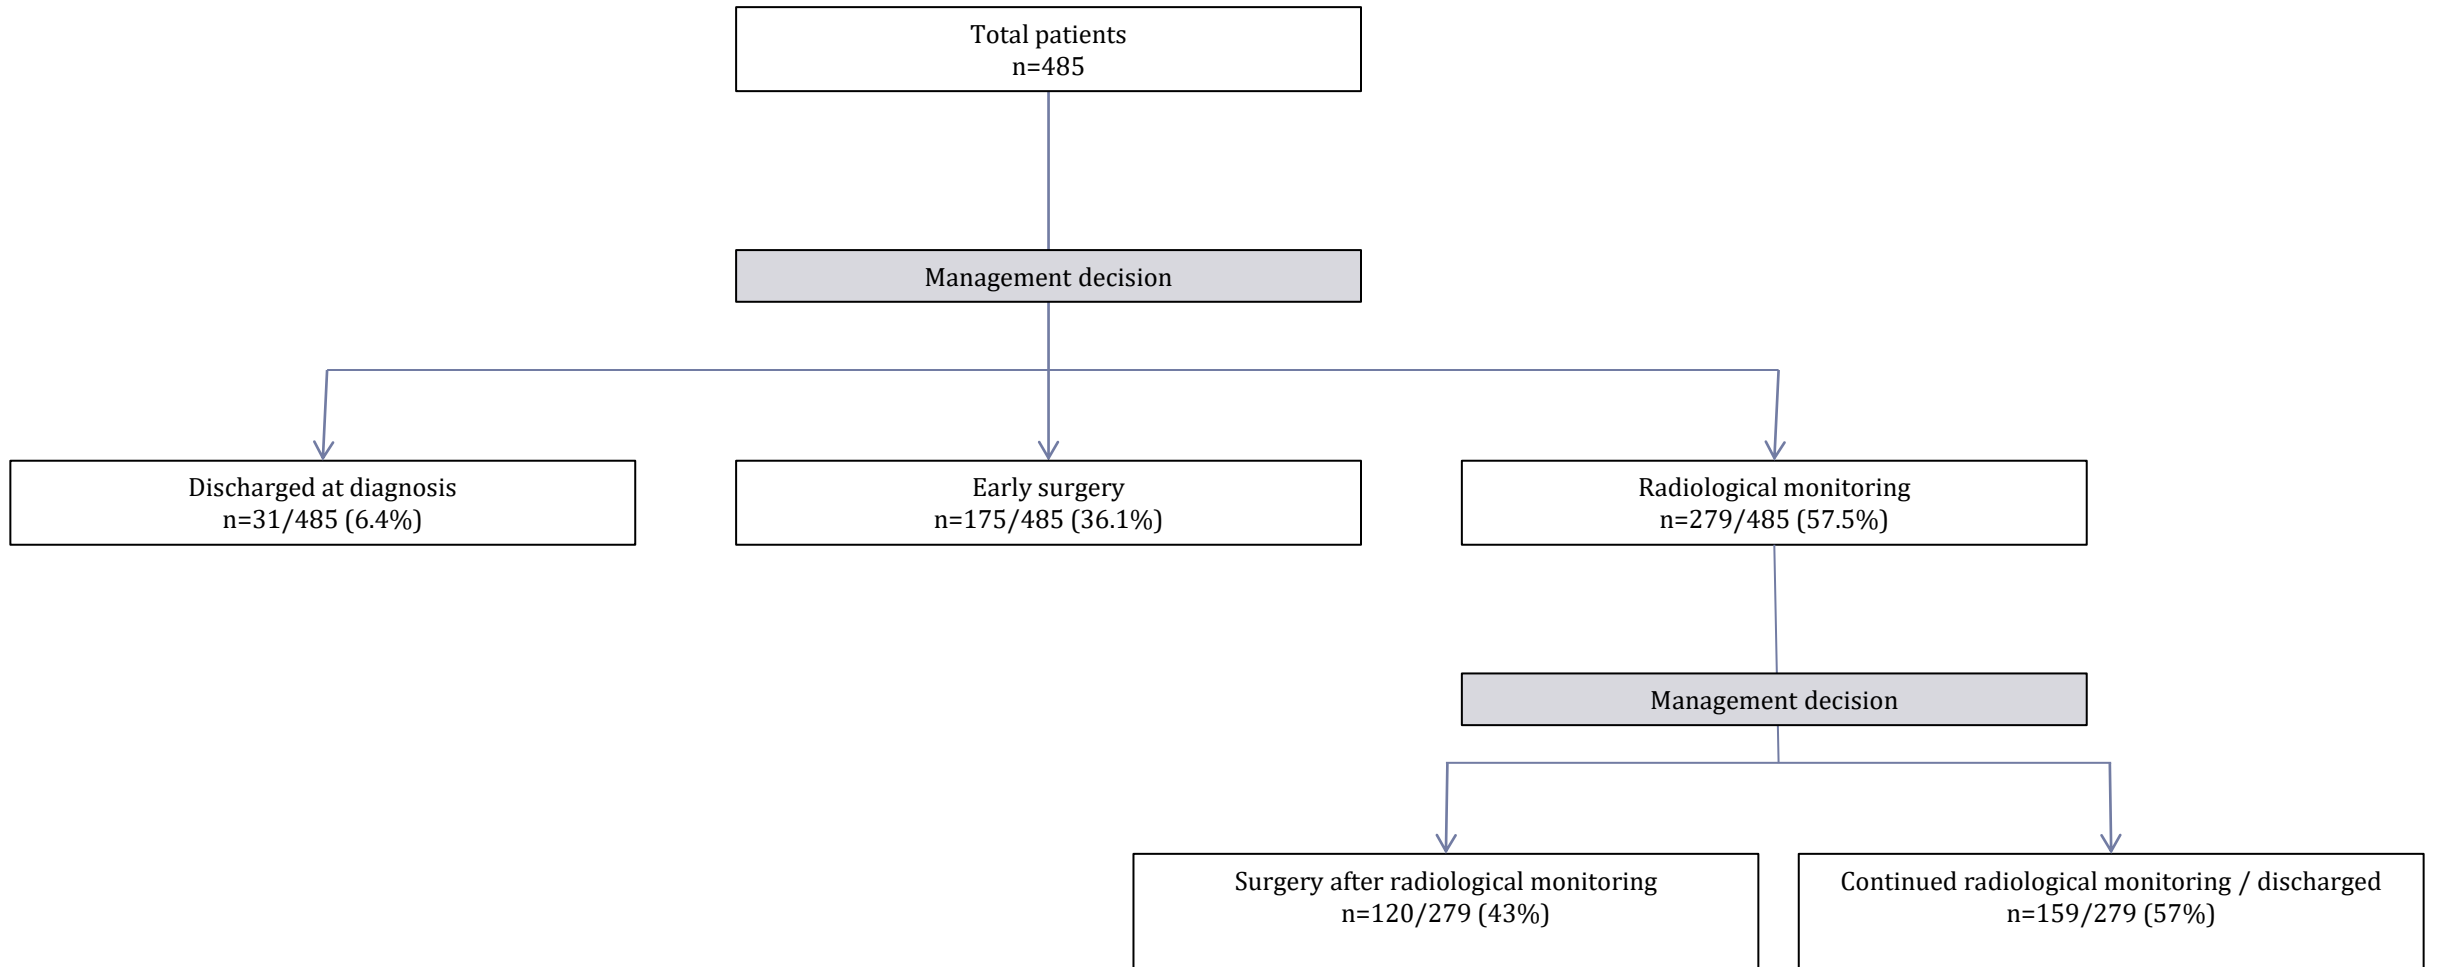 Total patients
n=485
Management decision
Discharged at diagnosis
n=31/485 (6.4%)
Early surgery
n=175/485 (36.1%)
Radiological monitoring
n=279/485 (57.5%)
Management decision
Surgery after radiological monitoring
n=120/279 (43%)
Continued radiological monitoring / discharged
n=159/279 (57%)